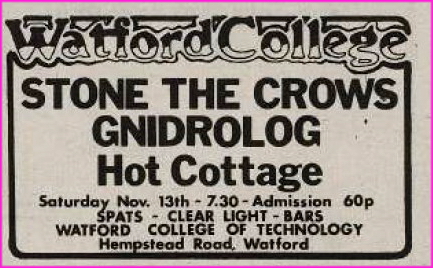 Watford College
STONE THE CROWS
GNIDROLOG
Hot Cottage
Saturday Nov. 13th - 7.30 - Admission 60p
SPATS - CLEAR LIGHT - BARS
WATFORD COLLEGE OF TECHNOLOGY
Hempstead Road, Watford